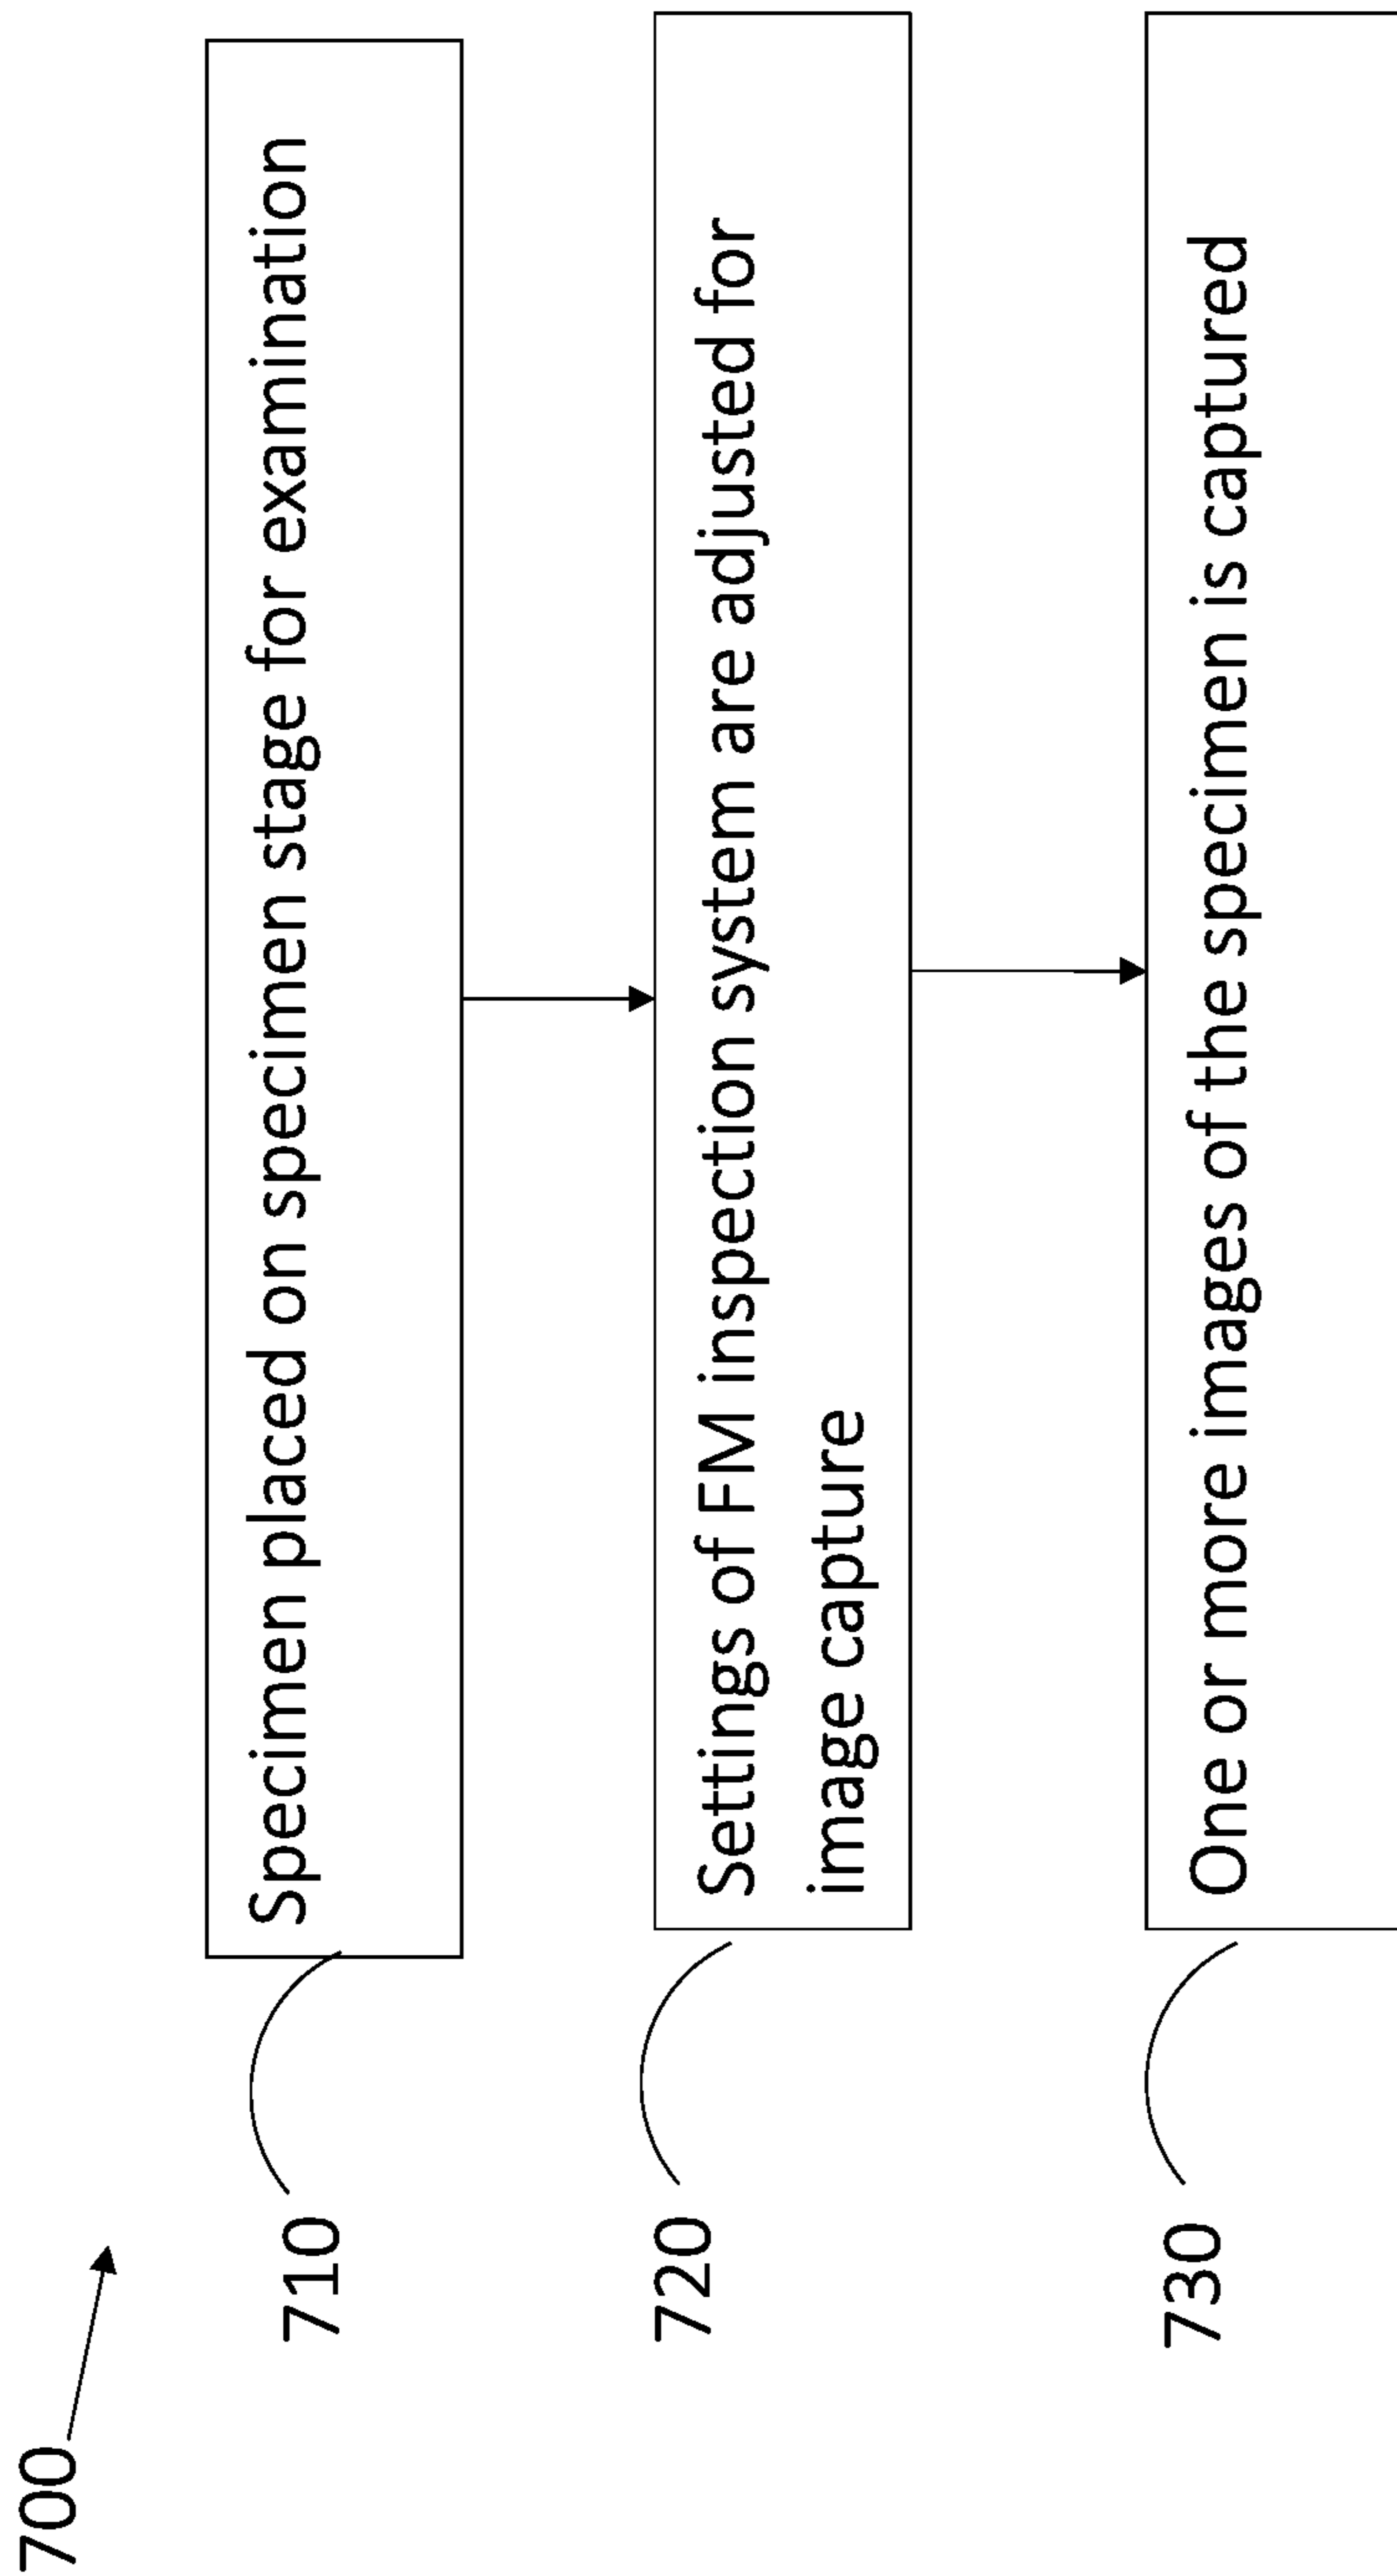 700
710
Specimen placed on specimen stage for examination
720
Settings of FM inspection system are adjusted for
image capture
730
One or more images of the specimen is captured